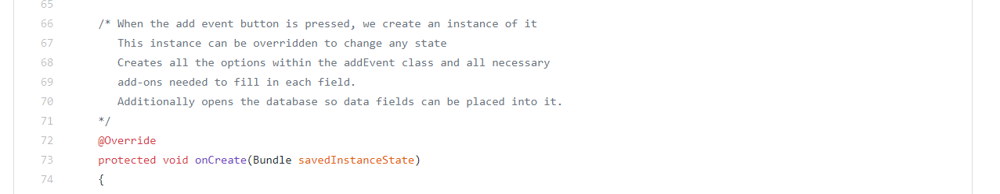 65
66 /* When the add event button is pressed, we create an instance of it
67 This instance can be overridden to change any state
68 Creates all the options within the addEvent class and all necessary
69 add-ons needed to fill in each field.
70 Additionally opens the database so data fields can be placed into it.
71 */
72 @Override
73 protected void onCreate(Bundle savedInstanceState)
74 {